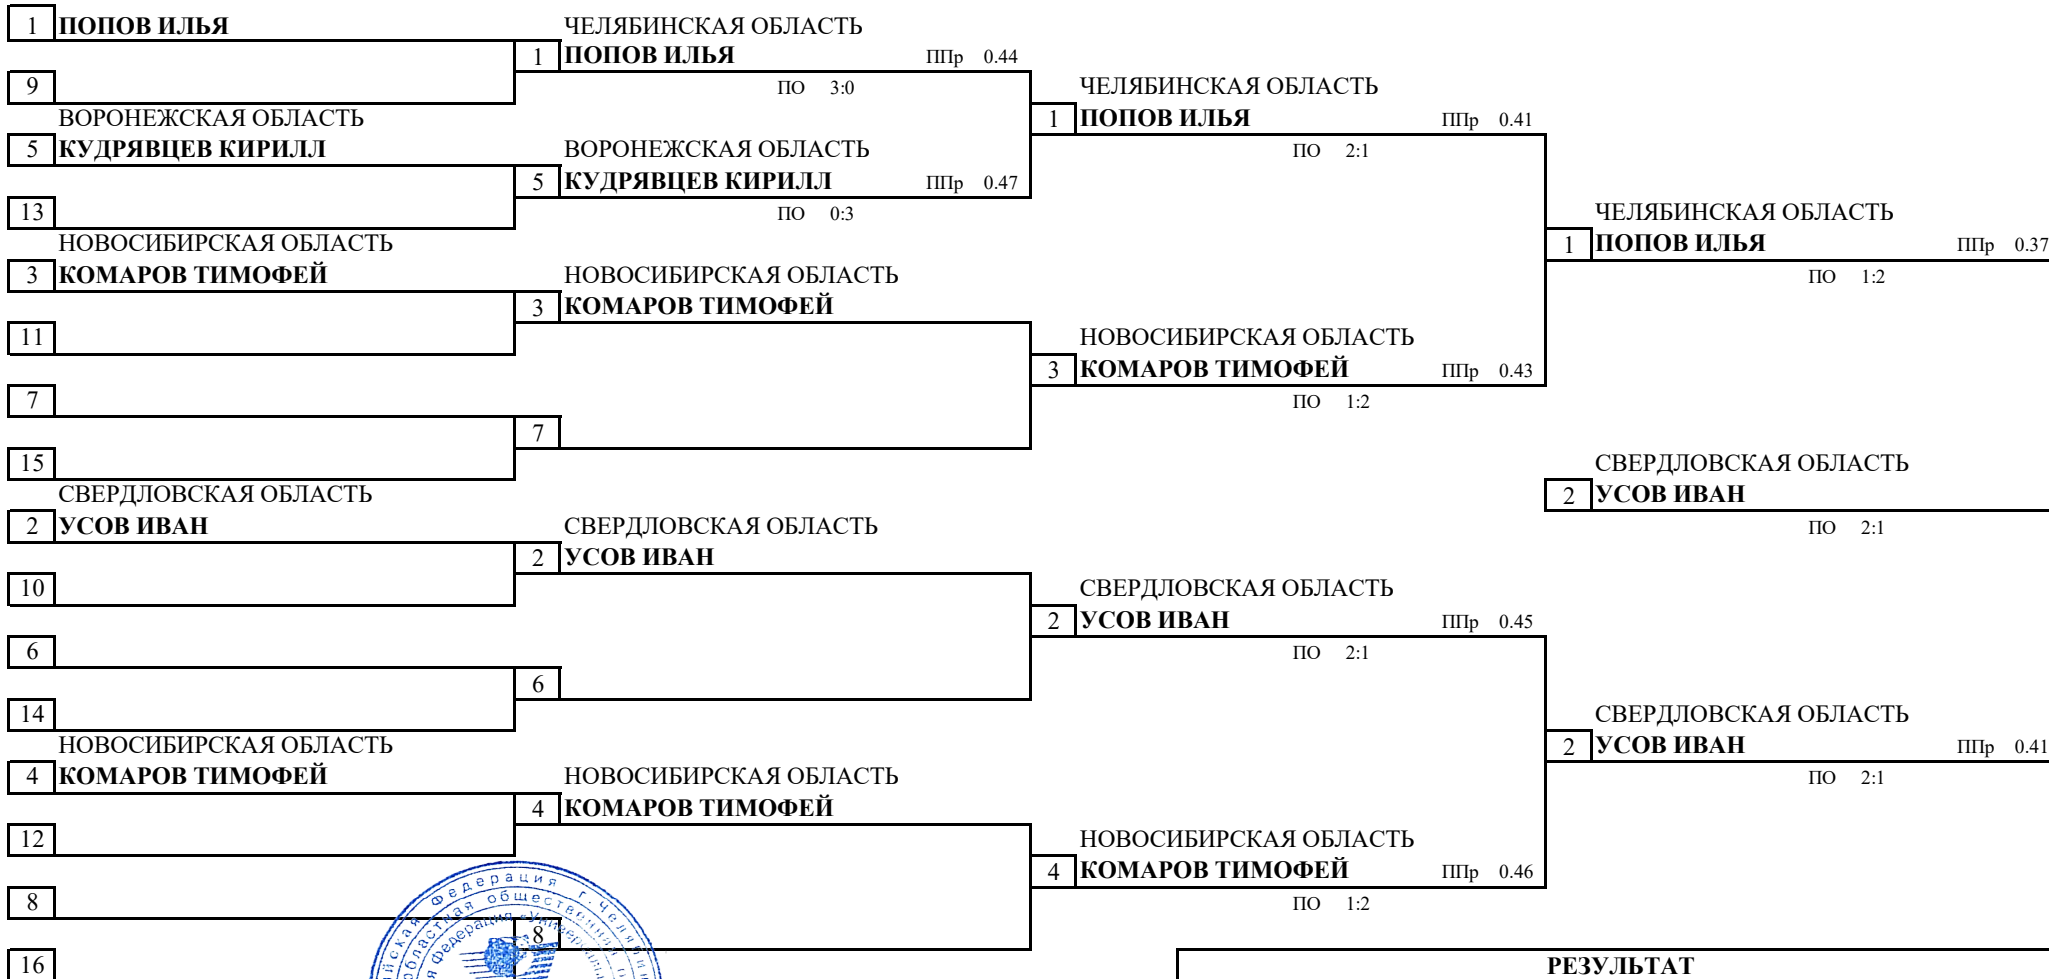 1 ПОПОВ ИЛЬЯ
ЧЕЛЯБИНСКАЯ ОБЛАСТЬ
1 ПОПОВ ИЛЬЯ ППр 0.44
9
ПО 3:0
ЧЕЛЯБИНСКАЯ ОБЛАСТЬ
ВОРОНЕЖСКАЯ ОБЛАСТЬ
1 ПОПОВ ИЛЬЯ ППр 0.41
5 КУДРЯВЦЕВ КИРИЛЛ
ВОРОНЕЖСКАЯ ОБЛАСТЬ
ПО 2:1
5 КУДРЯВЦЕВ КИРИЛЛ ППр 0.47
13
ПО 0:3
ЧЕЛЯБИНСКАЯ ОБЛАСТЬ
НОВОСИБИРСКАЯ ОБЛАСТЬ
1 ПОПОВ ИЛЬЯ ППр 0.37
3 КОМАРОВ ТИМОФЕЙ
НОВОСИБИРСКАЯ ОБЛАСТЬ
ПО 1:2
3 КОМАРОВ ТИМОФЕЙ
11
НОВОСИБИРСКАЯ ОБЛАСТЬ
3 КОМАРОВ ТИМОФЕЙ ППр 0.43
7
ПО 1:2
7
15
СВЕРДЛОВСКАЯ ОБЛАСТЬ
СВЕРДЛОВСКАЯ ОБЛАСТЬ
2 УСОВ ИВАН
2 УСОВ ИВАН
СВЕРДЛОВСКАЯ ОБЛАСТЬ
ПО 2:1
2 УСОВ ИВАН
10
СВЕРДЛОВСКАЯ ОБЛАСТЬ
2 УСОВ ИВАН ППр 0.45
6
ПО 2:1
6
14
СВЕРДЛОВСКАЯ ОБЛАСТЬ
НОВОСИБИРСКАЯ ОБЛАСТЬ
2 УСОВ ИВАН ППр 0.41
4 КОМАРОВ ТИМОФЕЙ
НОВОСИБИРСКАЯ ОБЛАСТЬ
ПО 2:1
4 КОМАРОВ ТИМОФЕЙ
12
НОВОСИБИРСКАЯ ОБЛАСТЬ
4 КОМАРОВ ТИМОФЕЙ ППр 0.46
8
ПО 1:2
8
16
РЕЗУЛЬТАТ
федерация г.
общественная
федерация